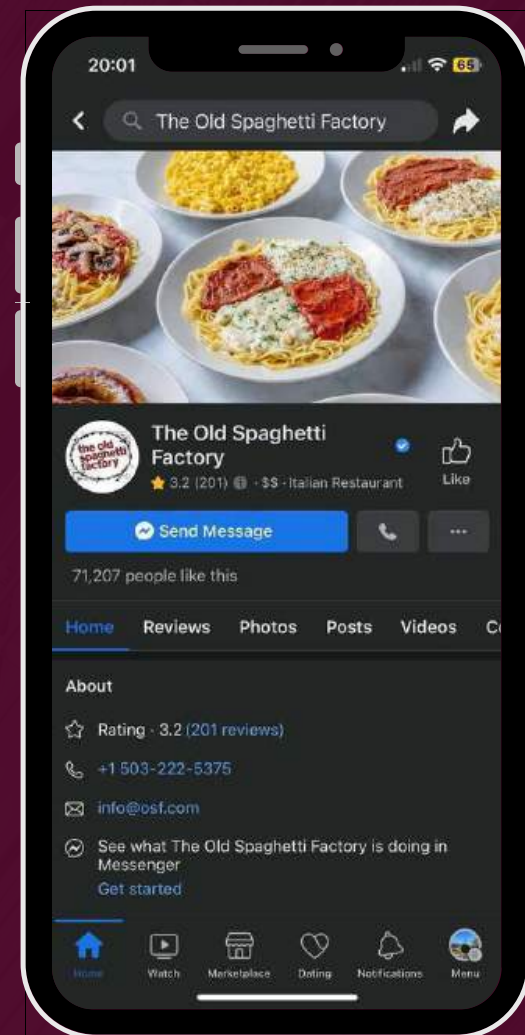 20:01
65
The Old Spaghetti Factory
the old
spaghetti
factory
The Old Spaghetti
Factory
3.2 (201) · $$ · Italian Restaurant
Like
Send Message
71,207 people like this
Home Reviews Photos Posts Videos
About
Rating · 3.2 (201 reviews)
+1 503-222-5375
info@osf.com
See what The Old Spaghetti Factory is doing in
Messenger
Get started
Home Watch Marketplace Dating Notifications Menu